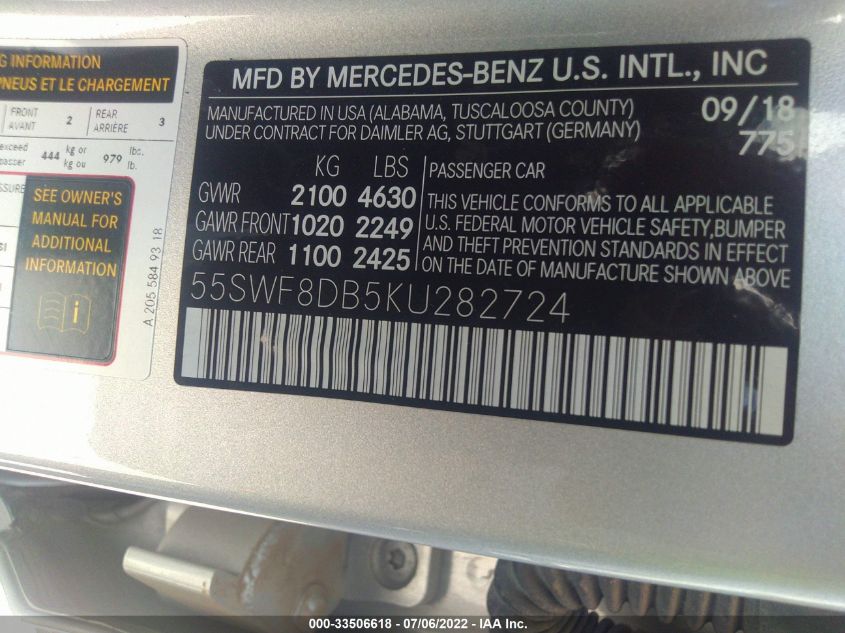 G INFORMATION
PNEUS ET LE CHARGEMENT
FRONT AVANT 2 REAR ARRIÈRE 3
exceed 444 kg or 979 lbs.
passer kg ou lb.
SEE OWNER'S
MANUAL FOR
ADDITIONAL
INFORMATION
i
A 205 584 93 18
MFD BY MERCEDES-BENZ U.S. INTL., INC
MANUFACTURED IN USA (ALABAMA, TUSCALOOSA COUNTY) 09/18
UNDER CONTRACT FOR DAIMLER AG, STUTTGART (GERMANY) 775
KG LBS
GVWR 2100 4630
GAWR FRONT 1020 2249
GAWR REAR 1100 2425
PASSENGER CAR
THIS VEHICLE CONFORMS TO ALL APPLICABLE
U.S. FEDERAL MOTOR VEHICLE SAFETY, BUMPER
AND THEFT PREVENTION STANDARDS IN EFFECT
ON THE DATE OF MANUFACTURE SHOWN ABOVE
55SWF8DB5KU282724
000-33506618 - 07/06/2022 - IAA Inc.